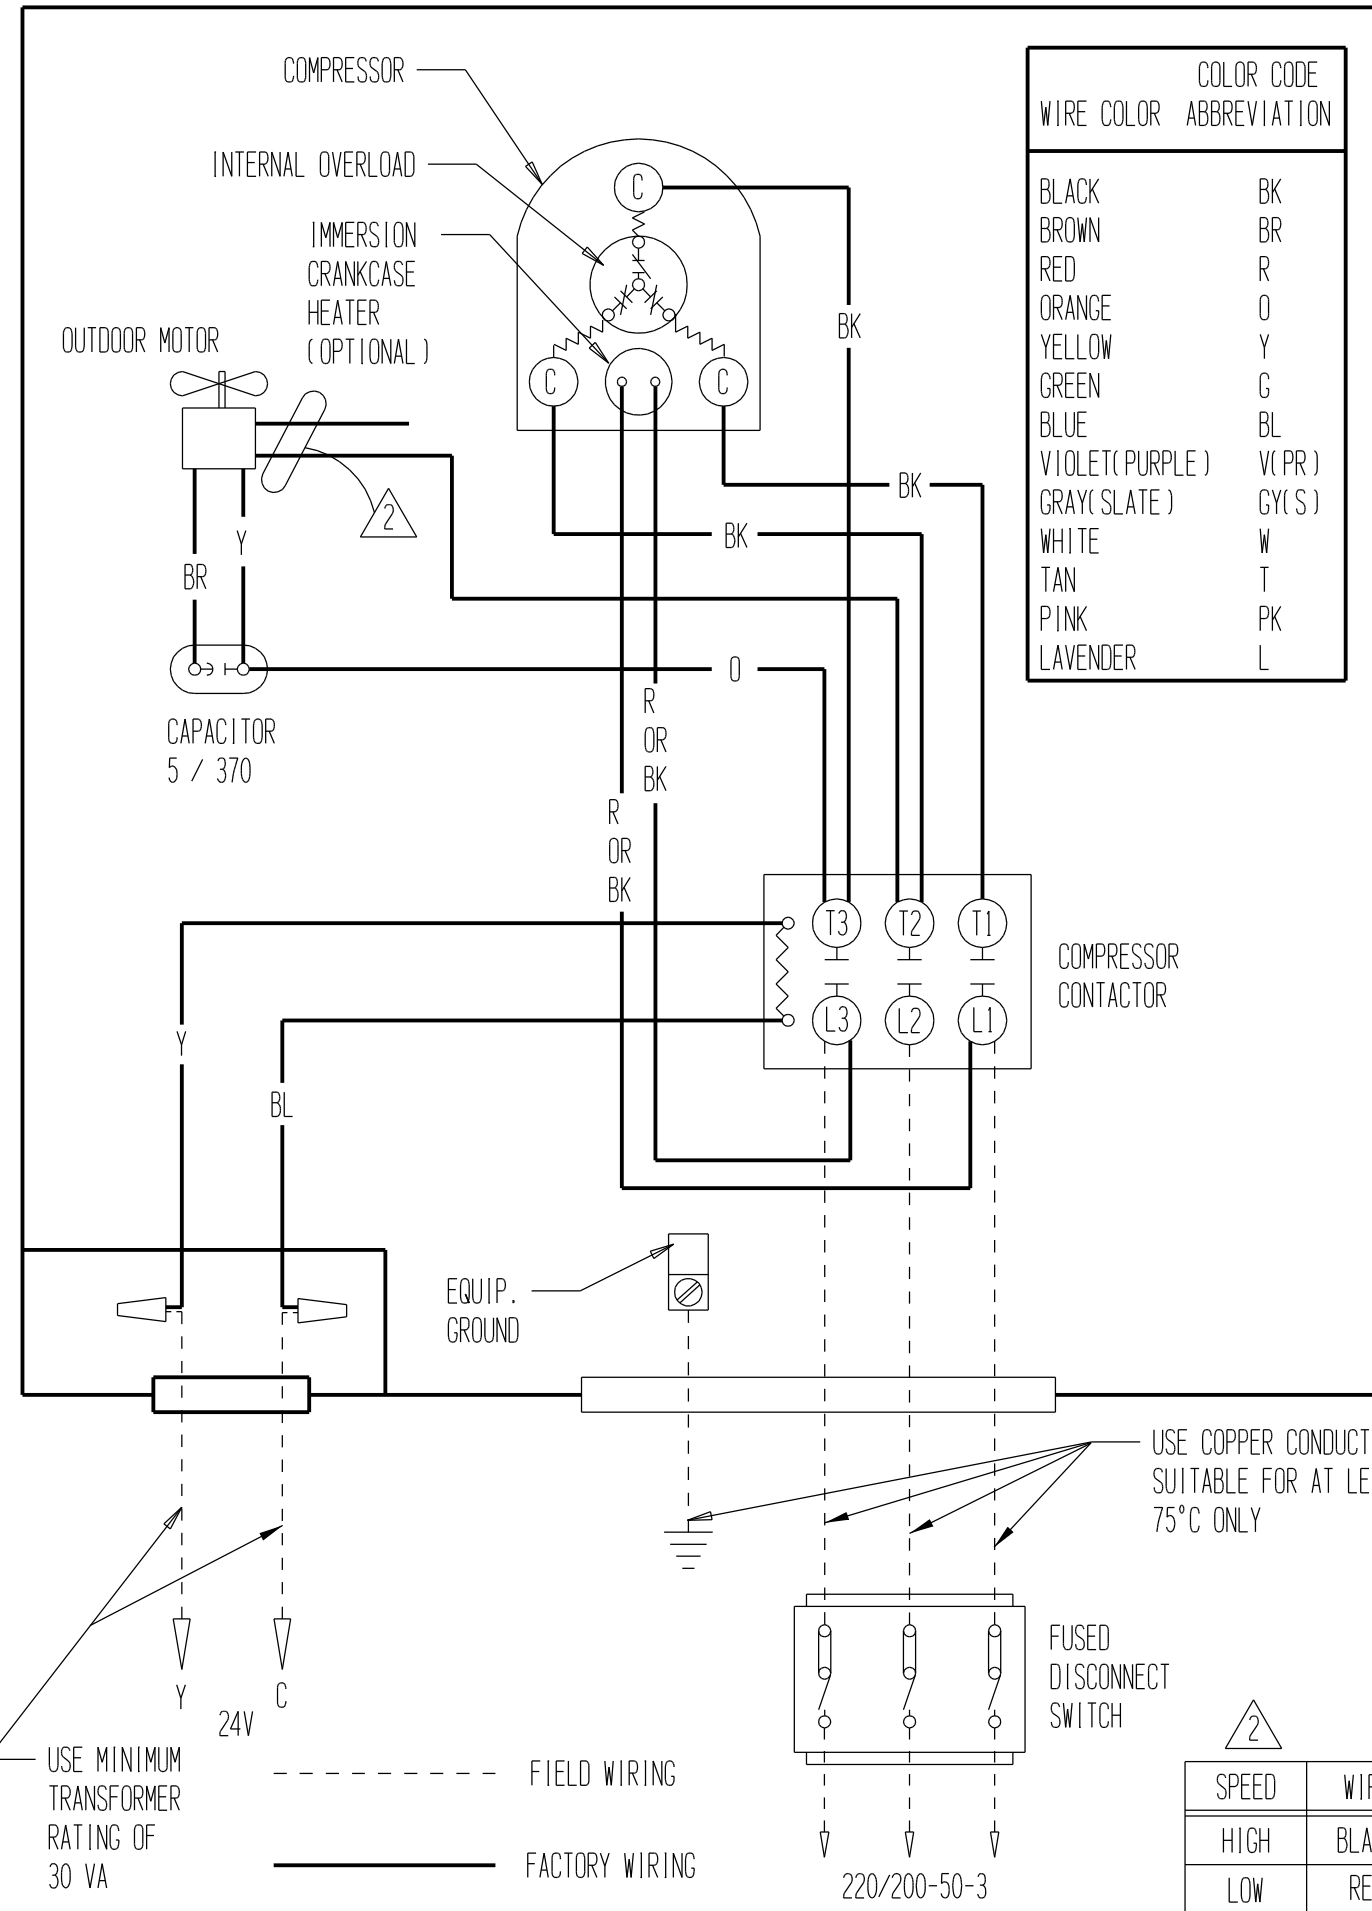 COMPRESSOR
INTERNAL OVERLOAD
IMMERSION
CRANKCASE
HEATER
(OPTIONAL)
OUTDOOR MOTOR
C
C
C
BK
BK
BK
2
Y
BR
O
CAPACITOR
5 / 370
R
OR
BK
R
OR
BK
COLOR CODE
WIRE COLOR ABBREVIATION
BLACK BK
BROWN BR
RED R
ORANGE O
YELLOW Y
GREEN G
BLUE BL
VIOLET(PURPLE) V(PR)
GRAY(SLATE) GY(S)
WHITE W
TAN T
PINK PK
LAVENDER L
T3 T2 T1
L3 L2 L1
COMPRESSOR
CONTACTOR
Y
BL
EQUIP.
GROUND
USE COPPER CONDUCT
SUITABLE FOR AT LE
75°C ONLY
FUSED
DISCONNECT
SWITCH
Y C
24V
USE MINIMUM
TRANSFORMER
RATING OF
30 VA
FIELD WIRING
FACTORY WIRING
220/200-50-3
2
SPEED WIR
HIGH BLA
LOW RE